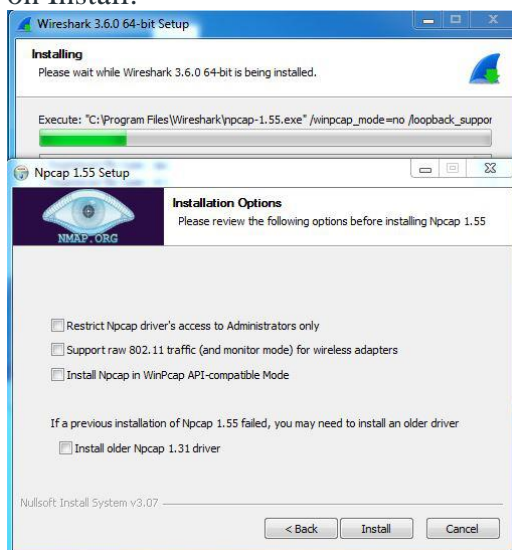 on Install.
Wireshark 3.6.0 64-bit Setup
Installing
Please wait while Wireshark 3.6.0 64-bit is being installed.
Execute: "C:\Program Files\Wireshark\npcap-1.55.exe" /winpcap_mode=no /loopback_suppor
Npcap 1.55 Setup
NMAP.ORG
Installation Options
Please review the following options before installing Npcap 1.55
Restrict Npcap driver's access to Administrators only
Support raw 802.11 traffic (and monitor mode) for wireless adapters
Install Npcap in WinPcap API-compatible Mode
If a previous installation of Npcap 1.55 failed, you may need to install an older driver
Install older Npcap 1.31 driver
Nullsoft Install System v3.07
< Back Install Cancel